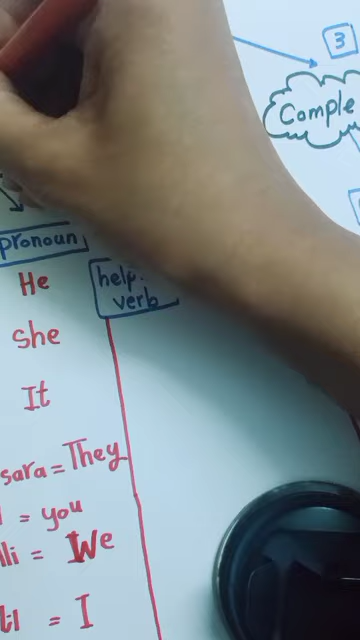 3
Comple
pronoun
help.
verb
He
She
It
sara = They
= you
= We
= I